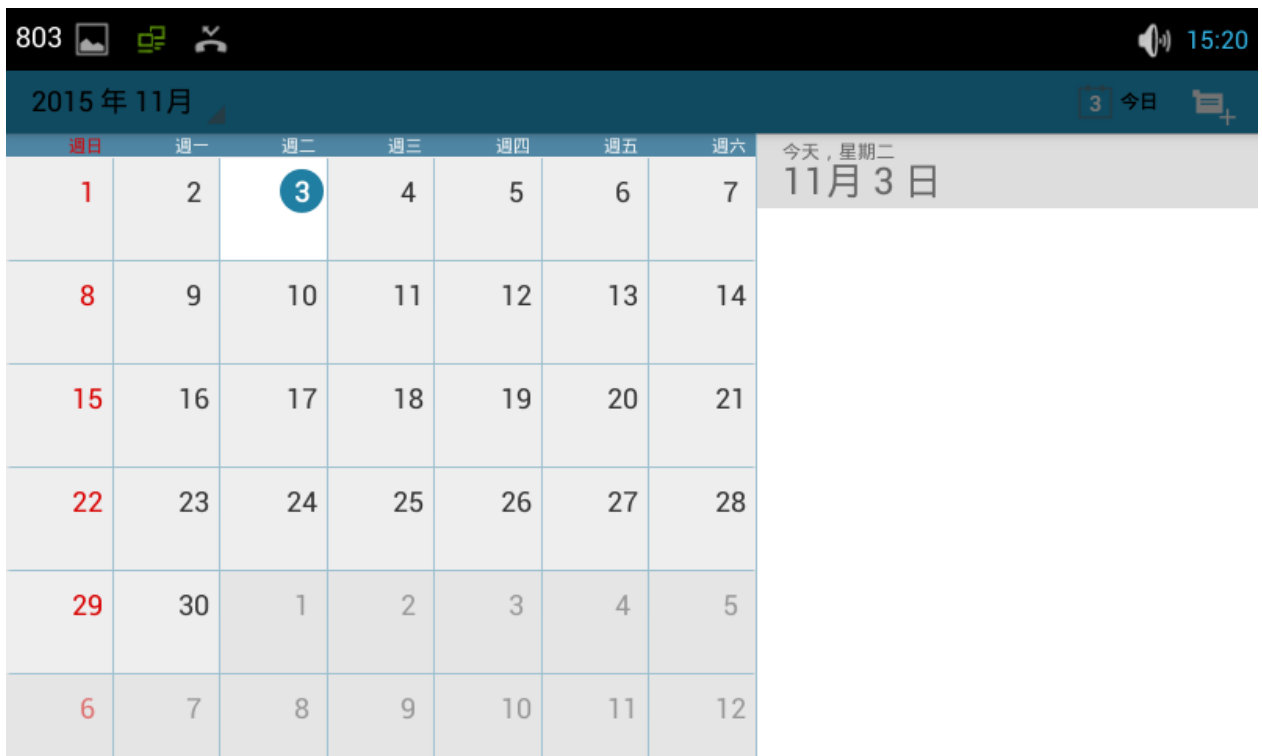 803 15:20
2015 年 11月 3 今日
週日 週一 週二 週三 週四 週五 週六
今天，星期二
11月 3 日
1 2 3 4 5 6 7
8 9 10 11 12 13 14
15 16 17 18 19 20 21
22 23 24 25 26 27 28
29 30 1 2 3 4 5
6 7 8 9 10 11 12